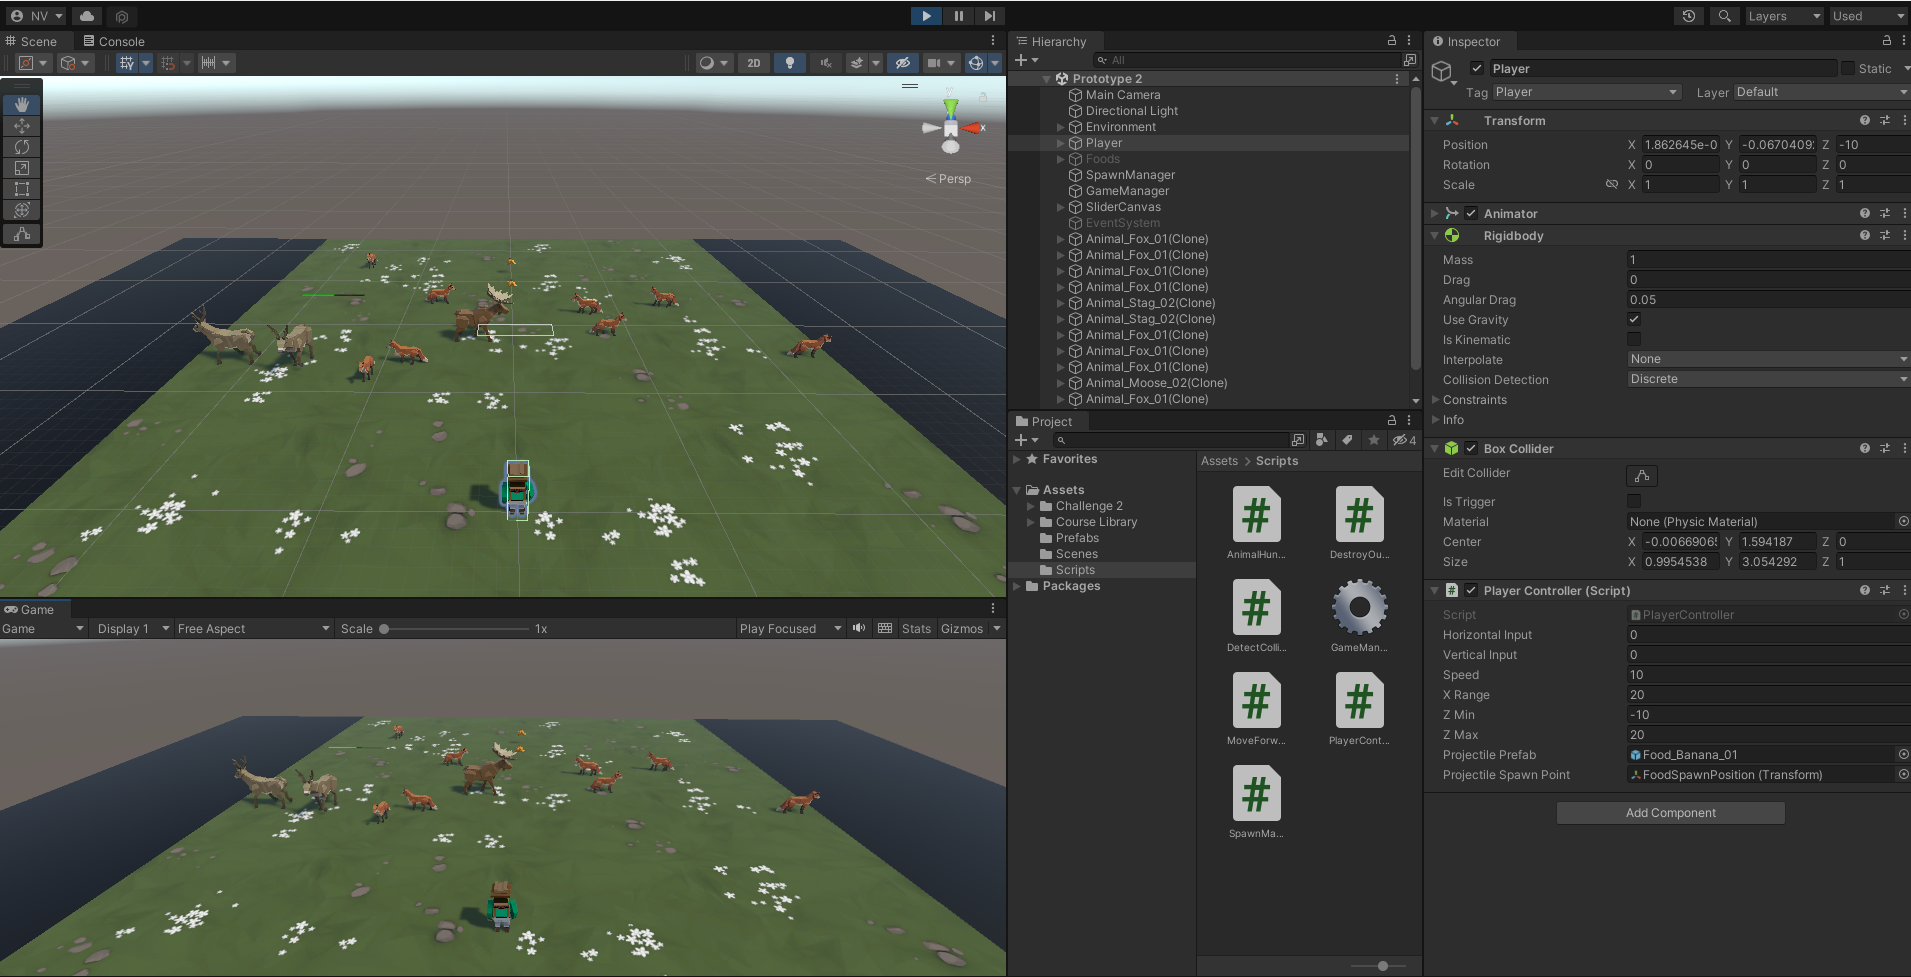 NV
Layers
Used
Scene
Console
2D
y
x
Persp
Game
Game
Display 1
Free Aspect
Scale
1x
Play Focused
Stats
Gizmos
Hierarchy
All
Prototype 2
Main Camera
Directional Light
Environment
Player
Foods
SpawnManager
GameManager
SliderCanvas
EventSystem
Animal_Fox_01(Clone)
Animal_Fox_01(Clone)
Animal_Fox_01(Clone)
Animal_Fox_01(Clone)
Animal_Stag_02(Clone)
Animal_Stag_02(Clone)
Animal_Fox_01(Clone)
Animal_Fox_01(Clone)
Animal_Fox_01(Clone)
Animal_Moose_02(Clone)
Animal_Fox_01(Clone)
Project
4
Favorites
Assets
Challenge 2
Course Library
Prefabs
Scenes
Scripts
Packages
Assets > Scripts
AnimalHun...
DestroyOu...
DetectColli...
GameMan...
MoveForw...
PlayerCont...
SpawnMa...
Inspector
Player
Static
Tag Player
Layer Default
Transform
Position X 1.862645e-0 Y -0.0670409 Z -10
Rotation X 0 Y 0 Z 0
Scale X 1 Y 1 Z 1
Animator
Rigidbody
Mass 1
Drag 0
Angular Drag 0.05
Use Gravity
Is Kinematic
Interpolate None
Collision Detection Discrete
Constraints
Info
Box Collider
Edit Collider
Is Trigger
Material None (Physic Material)
Center X -0.0066906 Y 1.594187 Z 0
Size X 0.9954538 Y 3.054292 Z 1
Player Controller (Script)
Script PlayerController
Horizontal Input 0
Vertical Input 0
Speed 10
X Range 20
Z Min -10
Z Max 20
Projectile Prefab Food_Banana_01
Projectile Spawn Point FoodSpawnPosition (Transform)
Add Component